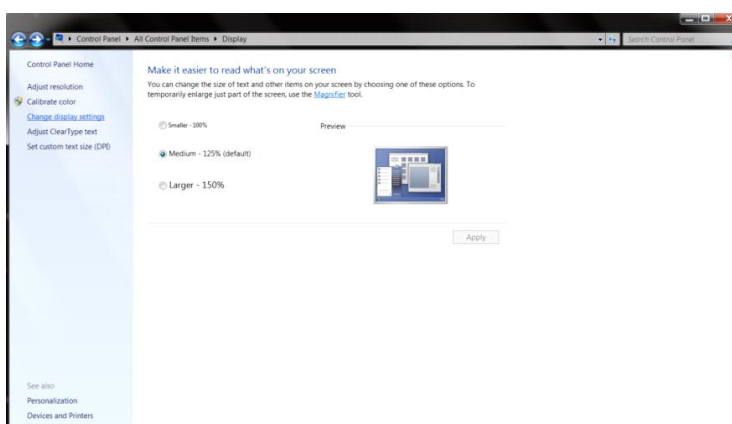 Control Panel ▸ All Control Panel Items ▸ Display
Search Control Panel
Control Panel Home
Adjust resolution
Calibrate color
Change display settings
Adjust ClearType text
Set custom text size (DPI)
Make it easier to read what's on your screen
You can change the size of text and other items on your screen by choosing one of these options. To
temporarily enlarge just part of the screen, use the Magnifier tool.
Smaller - 100%
Preview
Medium - 125% (default)
Larger - 150%
Apply
See also
Personalization
Devices and Printers